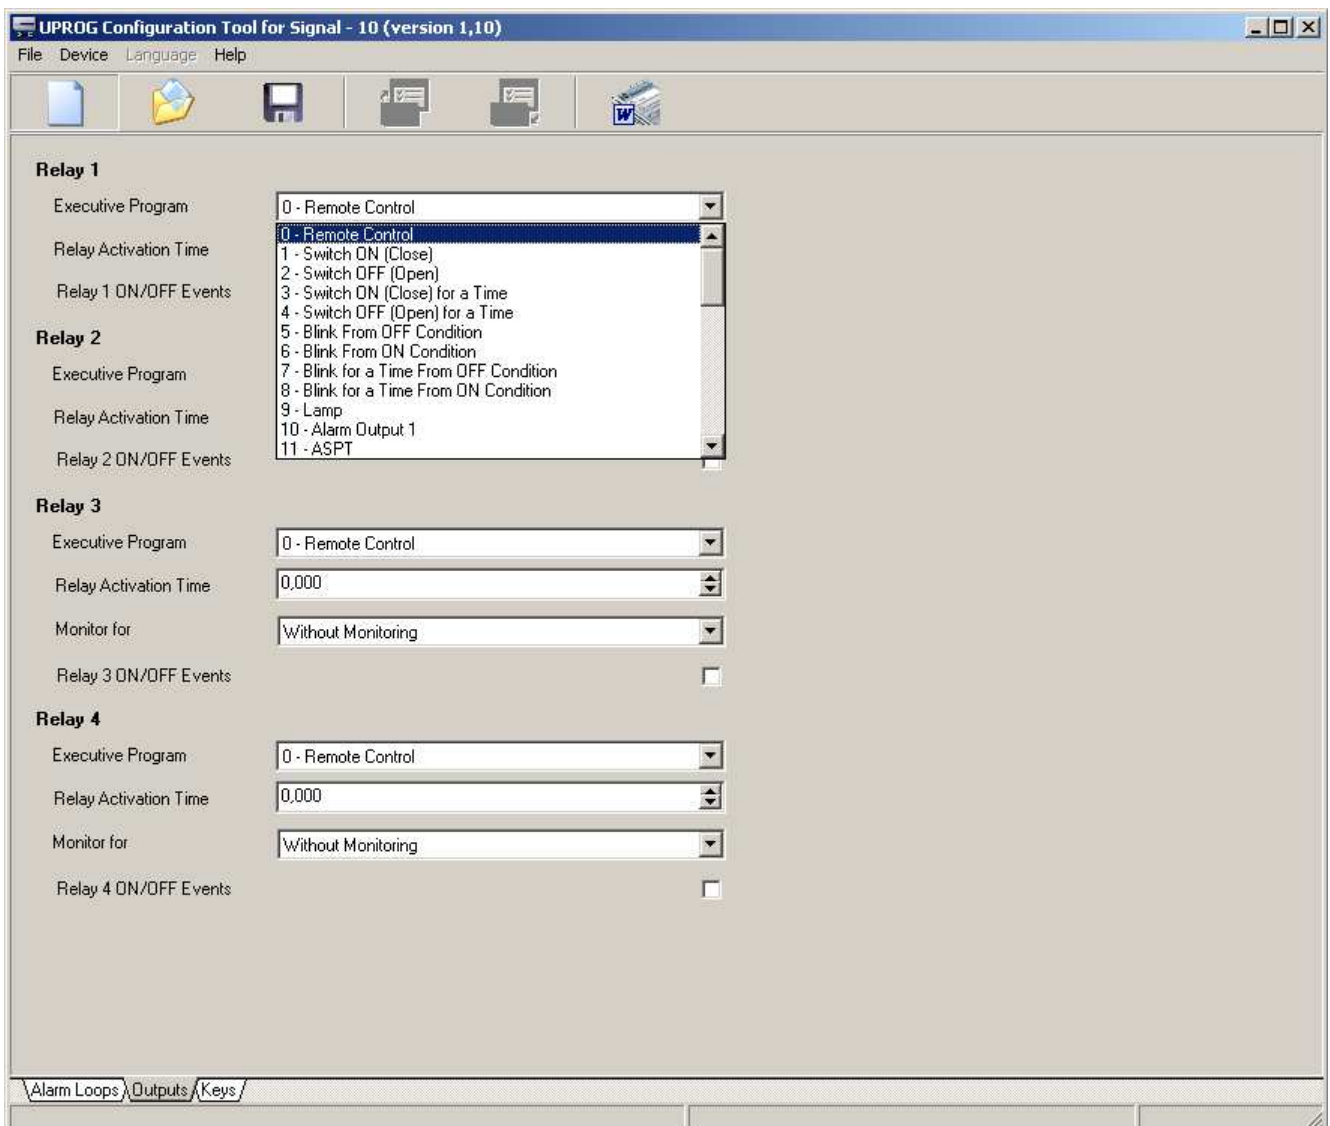 UPROG Configuration Tool for Signal - 10 (version 1,10)
File Device Language Help
W
Relay 1
Executive Program 0 - Remote Control
0 - Remote Control
Relay Activation Time
1 - Switch ON (Close)
2 - Switch OFF (Open)
Relay 1 ON/OFF Events
3 - Switch ON (Close) for a Time
4 - Switch OFF (Open) for a Time
Relay 2
5 - Blink From OFF Condition
6 - Blink From ON Condition
Executive Program
7 - Blink for a Time From OFF Condition
8 - Blink for a Time From ON Condition
Relay Activation Time
9 - Lamp
10 - Alarm Output 1
11 - ASPT
Relay 2 ON/OFF Events
Relay 3
Executive Program 0 - Remote Control
Relay Activation Time 0,000
Monitor for Without Monitoring
Relay 3 ON/OFF Events
Relay 4
Executive Program 0 - Remote Control
Relay Activation Time 0,000
Monitor for Without Monitoring
Relay 4 ON/OFF Events
Alarm Loops Outputs Keys